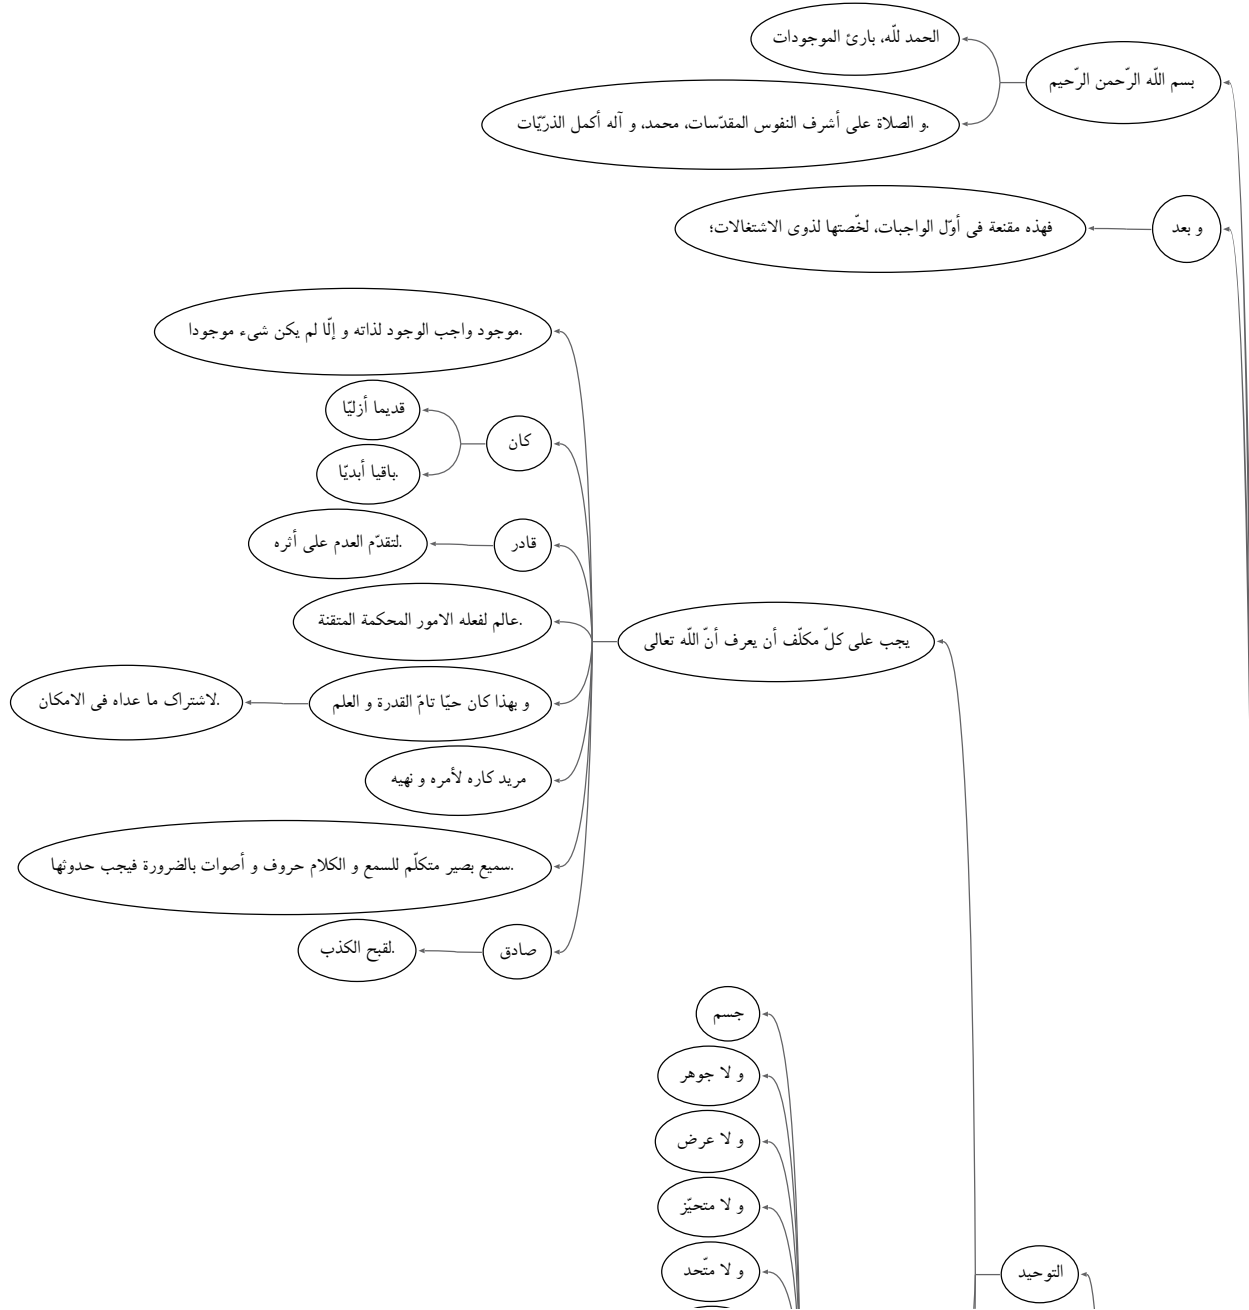 بسم اللّه الرّحمن الرّحيم
الحمد للّه، بارئ الموجودات
و الصلاة على أشرف النفوس المقدّسات، محمد، و آله أكمل الذرّيّات.
و بعد
فهذه مقنعة فى أوّل الواجبات، لخّصتها لذوى الاشتغالات؛
التوحيد
يجب على كلّ مكلّف أن يعرف أنّ اللّه تعالى
موجود واجب الوجود لذاته و إلّا لم يكن شىء موجودا.
كان
قديما أزليّا
باقيا أبديّا.
قادر
لتقدّم العدم على أثره.
عالم لفعله الامور المحكمة المتقنة.
و بهذا كان حيّا تامّ القدرة و العلم
لاشتراک ما عداه فى الامكان.
مريد كاره لأمره و نهيه
سميع بصير متكلّم للسمع و الكلام حروف و أصوات بالضرورة فيجب حدوثها.
صادق
لقبح الكذب.
جسم
و لا جوهر
و لا عرض
و لا متحيّز
و لا متّحد